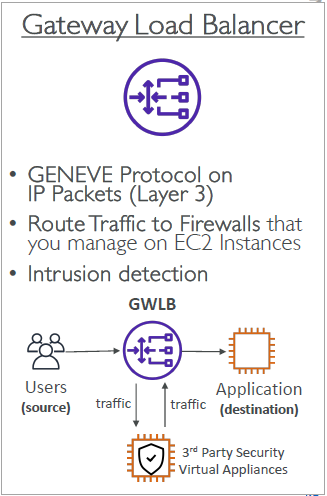 Gateway Load Balancer
• GENEVE Protocol on
IP Packets (Layer 3)
• Route Traffic to Firewalls that
you manage on EC2 Instances
• Intrusion detection
GWLB
Users
(source)
Application
(destination)
traffic
traffic
3rd Party Security
Virtual Appliances